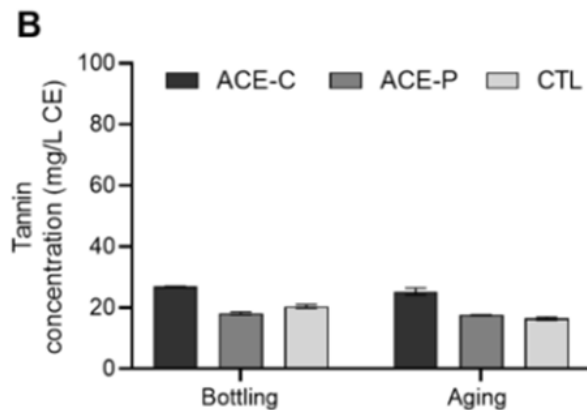 B
Tannin
concentration (mg/L CE)
100
80
60
40
20
0
ACE-C ACE-P CTL
Bottling Aging